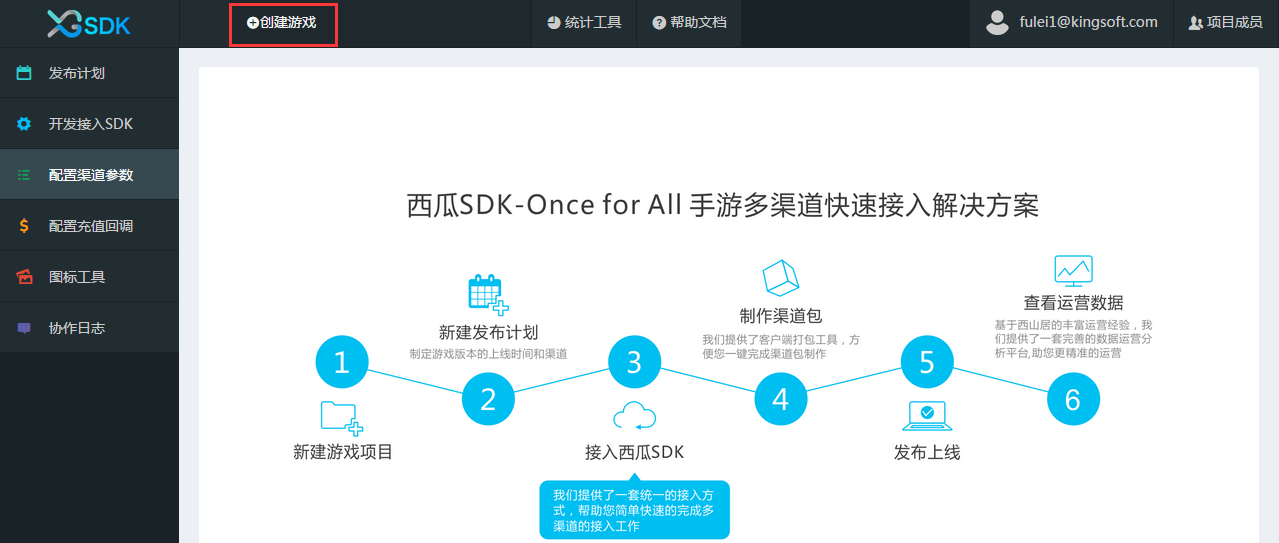 XGSDK
创建游戏
统计工具
帮助文档
fulei1@kingsoft.com
项目成员
发布计划
开发接入SDK
配置渠道参数
配置充值回调
图标工具
协作日志
西瓜SDK-Once for All 手游多渠道快速接入解决方案
1
新建游戏项目
新建发布计划
制定游戏版本的上线时间和渠道
2
3
接入西瓜SDK
我们提供了一套统一的接入方
式，帮助您简单快速的完成多
渠道的接入工作
制作渠道包
我们提供了客户端打包工具，方
便您一键完成渠道包制作
4
5
发布上线
查看运营数据
基于西山居的丰富运营经验，我
们提供了一套完善的数据运营分
析平台,助您更精准的运营
6